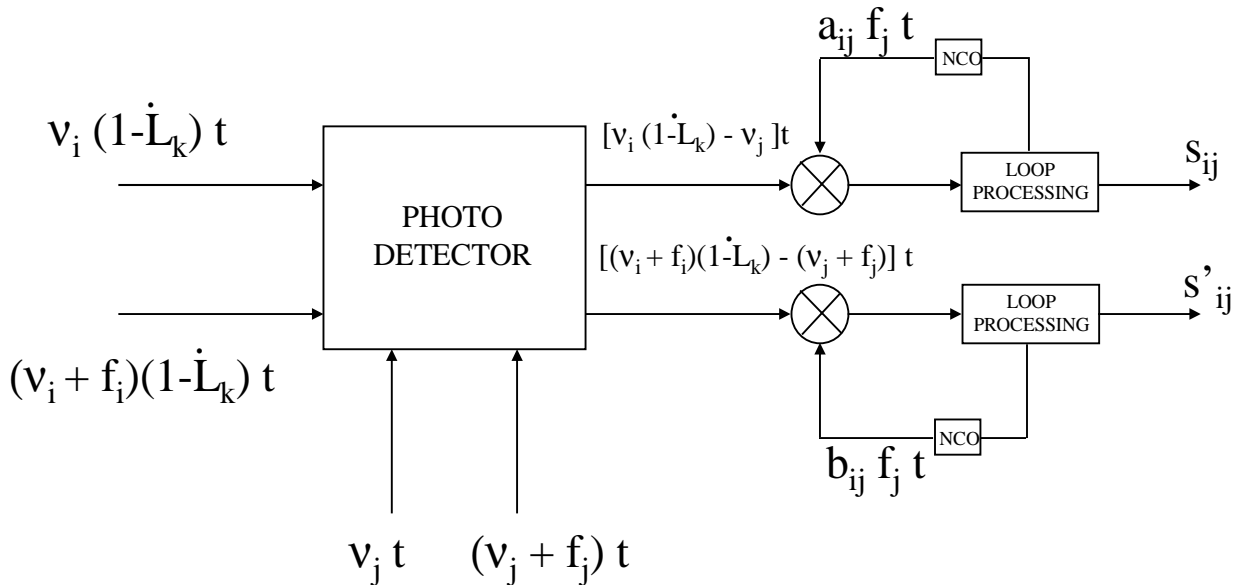 a_ij f_j t
NCO
ν_i (1-L̇_k) t
[ν_i (1-L̇_k) - ν_j ]t
LOOP
PROCESSING
s_ij
PHOTO
DETECTOR
[(ν_i + f_i)(1-L̇_k) - (ν_j + f_j)] t
LOOP
PROCESSING
s’_ij
(ν_i + f_i)(1-L̇_k) t
NCO
b_ij f_j t
ν_j t
(ν_j + f_j) t